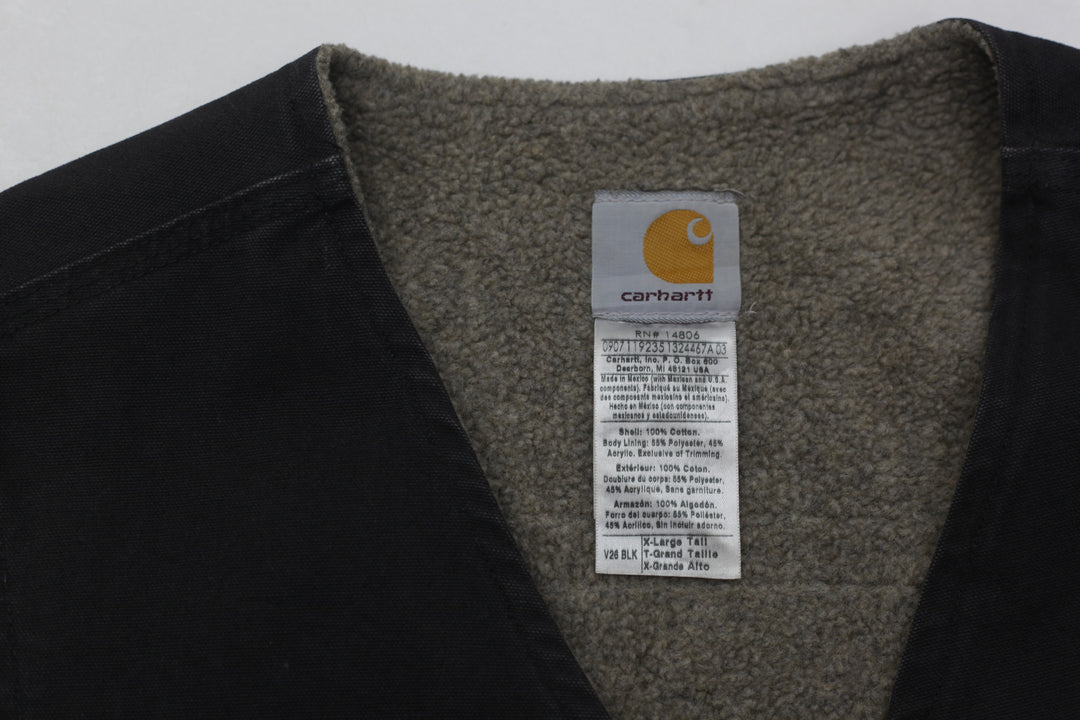 carhartt
RN# 14806
0907119235132446​7A 03
Carhartt, Inc. P. O. Box 600
Dearborn, MI 48121 USA
Made in Mexico (with Mexican and U.S.A.
components). Fabriqué au Mexique (avec
des composants mexicains et américains).
Hecho en México (con componentes
mexicanos y estadounidenses).
Shell: 100% Cotton.
Body Lining: 55% Polyester, 45%
Acrylic. Exclusive of Trimming.
Extérieur: 100% Coton.
Doublure du corps: 55% Polyester,
45% Acrylique, Sans garniture.
Armazón: 100% Algodón.
Forro del cuerpo: 55% Poliéster,
45% Acrílico, Sin incluir adorno.
V26 BLK
X-Large Tall
T-Grand Taille
X-Grande Alto